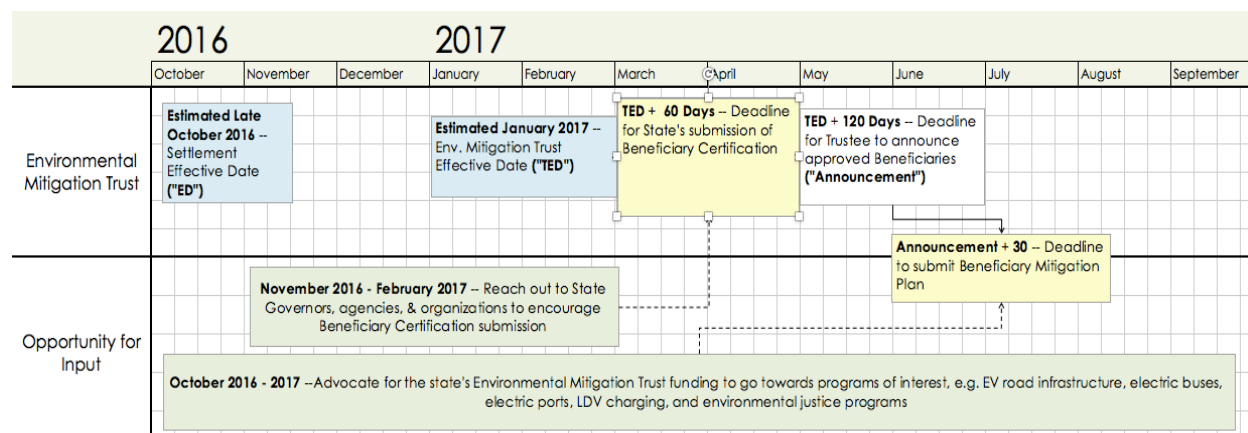 2016 2017
October November December January February March April May June July August September
Environmental
Mitigation Trust
Estimated Late
October 2016 --
Settlement
Effective Date
("ED")
Estimated January 2017 --
Env. Mitigation Trust
Effective Date ("TED")
TED + 60 Days -- Deadline
for State's submission of
Beneficiary Certification
TED + 120 Days -- Deadline
for Trustee to announce
approved Beneficiaries
("Announcement")
Announcement + 30 -- Deadline
to submit Beneficiary Mitigation
Plan
Opportunity for
Input
November 2016 - February 2017 -- Reach out to State
Governors, agencies, & organizations to encourage
Beneficiary Certification submission
October 2016 - 2017 --Advocate for the state's Environmental Mitigation Trust funding to go towards programs of interest, e.g. EV road infrastructure, electric buses,
electric ports, LDV charging, and environmental justice programs